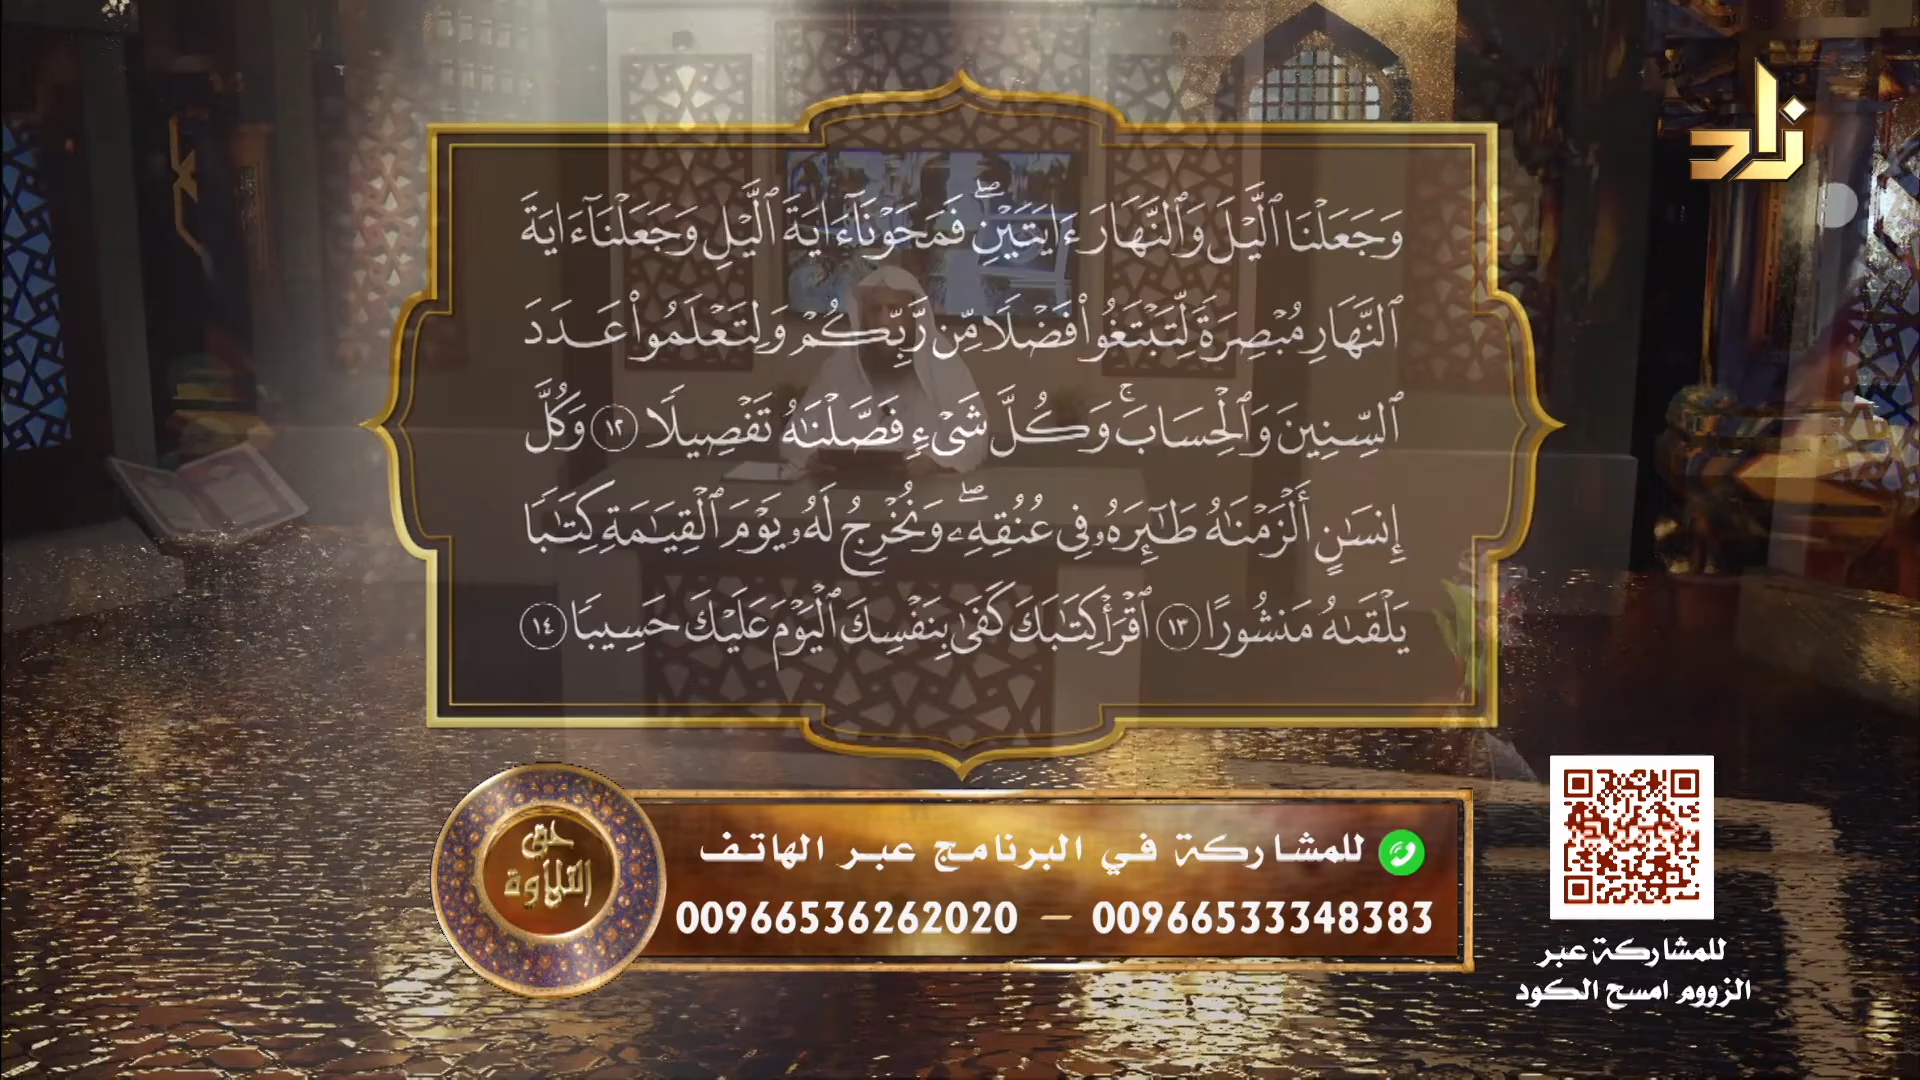 زاد
وَجَعَلْنَا ٱلَّيْلَ وَٱلنَّهَارَ ءَايَتَيْنِۖ فَمَحَوْنَآ ءَايَةَ ٱلَّيْلِ وَجَعَلْنَآ ءَايَةَ
ٱلنَّهَارِ مُبْصِرَةً لِّتَبْتَغُوا۟ فَضْلًا مِّن رَّبِّكُمْ وَلِتَعْلَمُوا۟ عَدَدَ
ٱلسِّنِينَ وَٱلْحِسَابَۚ وَكُلَّ شَىْءٍ فَصَّلْنَٰهُ تَفْصِيلًا ١٢ وَكُلَّ
إِنسَٰنٍ أَلْزَمْنَٰهُ طَٰٓئِرَهُۥ فِى عُنُقِهِۦۖ وَنُخْرِجُ لَهُۥ يَوْمَ ٱلْقِيَٰمَةِ كِتَٰبًا
يَلْقَىٰهُ مَنشُورًا ١٣ ٱقْرَأْ كِتَٰبَكَ كَفَىٰ بِنَفْسِكَ ٱلْيَوْمَ عَلَيْكَ حَسِيبًا ١٤
حق
التلاوة
للمشاركة في البرنامج عبر الهاتف
00966536262020 – 00966533348383
للمشاركة عبر
الزووم امسح الكود